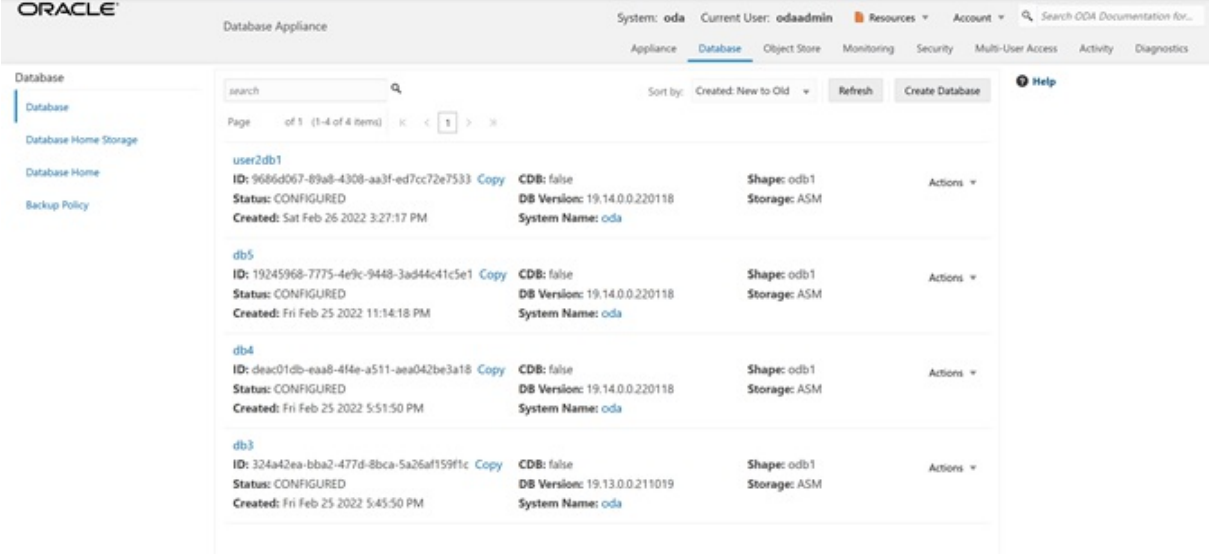 ORACLE
Database Appliance
System: oda Current User: odaadmin Resources Account Search ODA Documentation for...
Appliance Database Object Store Monitoring Security Multi-User Access Activity Diagnostics
Database
Database
Database Home Storage
Database Home
Backup Policy
search
Sort by: Created: New to Old Refresh Create Database
Help
Page of 1 (1-4 of 4 items) 1
user2db1
ID: 9686d067-89a8-4308-aa3f-ed7cc72e7533 Copy CDB: false Shape: odb1
Actions
Status: CONFIGURED DB Version: 19.14.0.0.220118 Storage: ASM
Created: Sat Feb 26 2022 3:27:17 PM System Name: oda
db5
ID: 19245968-7775-4e9c-9448-3ad44c41c5e1 Copy CDB: false Shape: odb1
Actions
Status: CONFIGURED DB Version: 19.14.0.0.220118 Storage: ASM
Created: Fri Feb 25 2022 11:14:18 PM System Name: oda
db4
ID: deac01db-eaa8-4f4e-a511-aea042be3a18 Copy CDB: false Shape: odb1
Actions
Status: CONFIGURED DB Version: 19.14.0.0.220118 Storage: ASM
Created: Fri Feb 25 2022 5:51:50 PM System Name: oda
db3
ID: 324a42ea-bba2-477d-8bca-5a26af159f1c Copy CDB: false Shape: odb1
Actions
Status: CONFIGURED DB Version: 19.13.0.0.211019 Storage: ASM
Created: Fri Feb 25 2022 5:45:50 PM System Name: oda